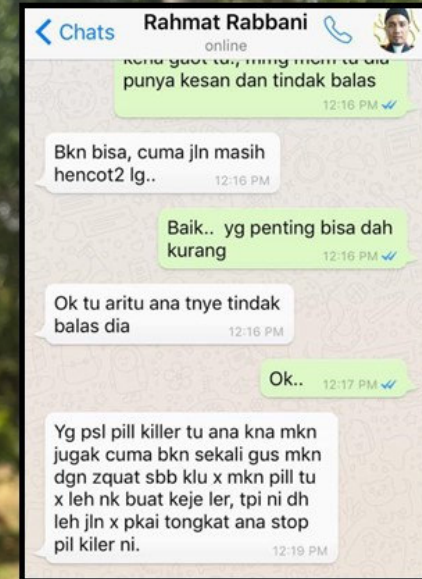 Chats
Rahmat Rabbani
online
punya kesan dan tindak balas
12:16 PM
Bkn bisa, cuma jln masih
hencot2 lg..
12:16 PM
Baik.. yg penting bisa dah
kurang
12:16 PM
Ok tu aritu ana tnye tindak
balas dia
12:16 PM
Ok..
12:17 PM
Yg psl pill killer tu ana kna mkn
jugak cuma bkn sekali gus mkn
dgn zquat sbb klu x mkn pill tu
x leh nk buat keje ler, tpi ni dh
leh jln x pkai tongkat ana stop
pil kiler ni.
12:19 PM